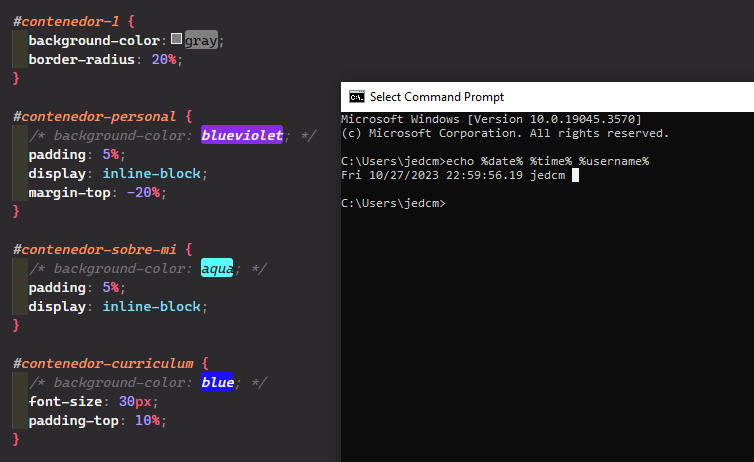 #contenedor-1 {
background-color: gray;
border-radius: 20%;
}
#contenedor-personal {
/* background-color: blueviolet; */
padding: 5%;
display: inline-block;
margin-top: -20%;
}
#contenedor-sobre-mi {
/* background-color: aqua; */
padding: 5%;
display: inline-block;
}
#contenedor-curriculum {
/* background-color: blue; */
font-size: 30px;
padding-top: 10%;
}
Select Command Prompt
Microsoft Windows [Version 10.0.19045.3570]
(c) Microsoft Corporation. All rights reserved.
C:\Users\jedcm>echo %date% %time% %username%
Fri 10/27/2023 22:59:56.19 jedcm
C:\Users\jedcm>